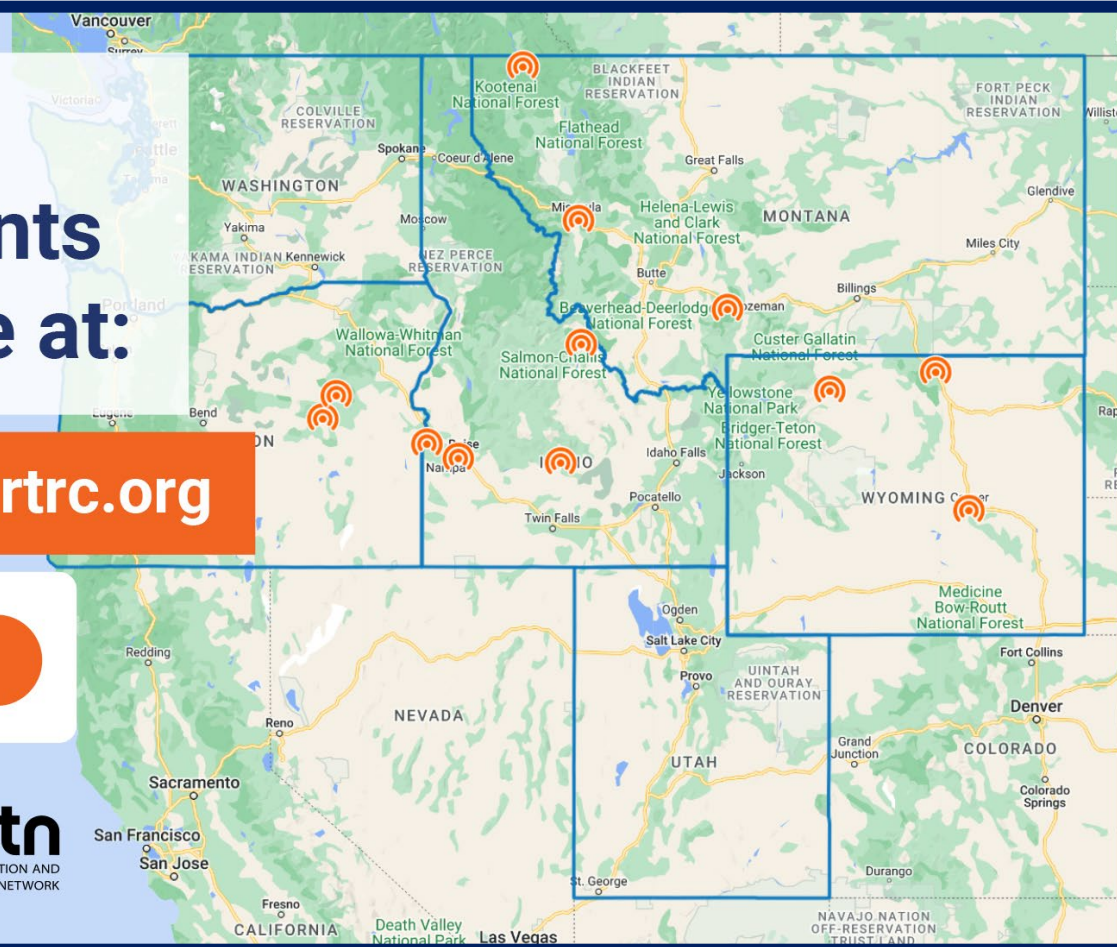 nts
e at:
rtrc.org
tn
TION AND
NETWORK
Vancouver
Surrey
Victoria
BLACKFEET
INDIAN
RESERVATION
Kootenai
National Forest
FORT PECK
INDIAN
RESERVATION
COLVILLE
RESERVATION
Flathead
National Forest
Spokane
Coeur d'Alene
Great Falls
WASHINGTON
Glendive
Helena-Lewis
and Clark
National Forest
MONTANA
Moscow
Yakima
Miles City
YAKAMA INDIAN
RESERVATION
Kennewick
NEZ PERCE
RESERVATION
Butte
Billings
Portland
Beaverhead-Deerlodge
National Forest
ozeman
Wallowa-Whitman
National Forest
Custer Gallatin
National Forest
Salmon-Challis
National Forest
Yellowstone
National Park
Bridger-Teton
National Forest
Eugene
Bend
ON
Nampa
Idaho Falls
Jackson
Pocatello
WYOMING
Twin Falls
Medicine
Bow-Routt
National Forest
Ogden
Salt Lake City
Redding
Fort Collins
Provo
UINTAH
AND OURAY
RESERVATION
Denver
Reno
NEVADA
Grand
Junction
COLORADO
UTAH
Sacramento
Colorado
Springs
San Francisco
San Jose
Durango
St. George
Fresno
CALIFORNIA
Death Valley
National Park
Las Vegas
NAVAJO NATION
OFF-RESERVATION
TRUST LAND